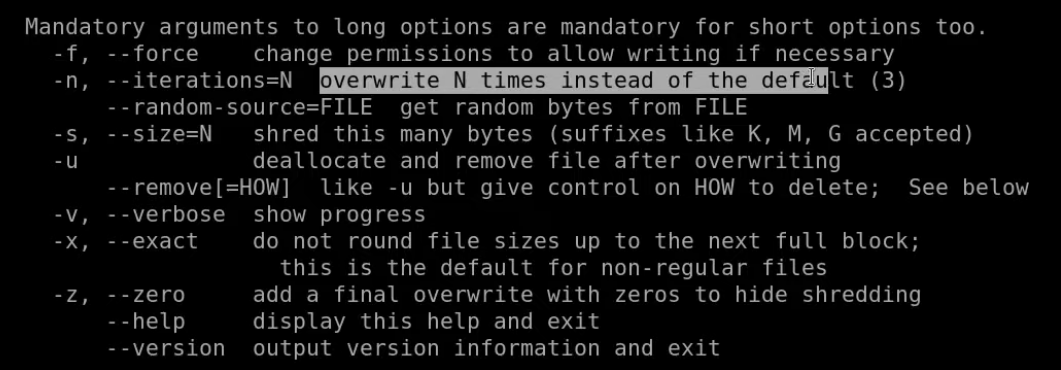 Mandatory arguments to long options are mandatory for short options too.
-f, --force    change permissions to allow writing if necessary
-n, --iterations=N  overwrite N times instead of the default (3)
--random-source=FILE  get random bytes from FILE
-s, --size=N   shred this many bytes (suffixes like K, M, G accepted)
-u             deallocate and remove file after overwriting
--remove[=HOW]  like -u but give control on HOW to delete;  See below
-v, --verbose  show progress
-x, --exact    do not round file sizes up to the next full block;
this is the default for non-regular files
-z, --zero     add a final overwrite with zeros to hide shredding
--help     display this help and exit
--version  output version information and exit